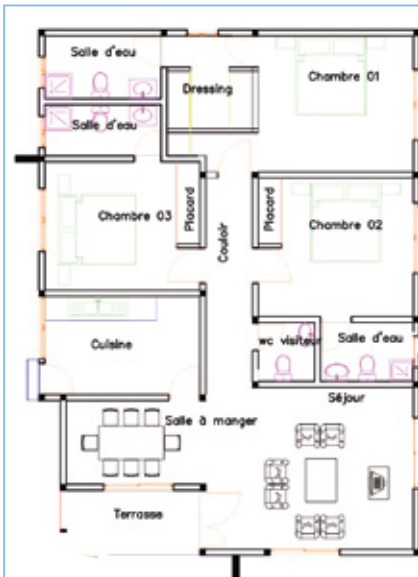 Salle d'eau
Chambre 01
Dressing
Salle d'eau
Placard
Placard
Chambre 03
Chambre 02
Couloir
wc visiteur
Salle d'eau
Cuisine
Séjour
Salle à manger
Terrasse